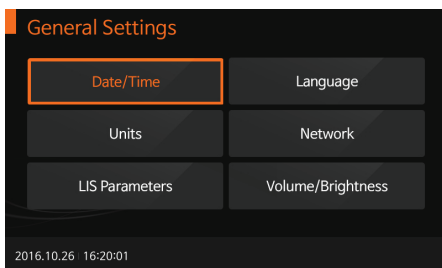 General Settings
Date/Time
Language
Units
Network
LIS Parameters
Volume/Brightness
2016.10.26 | 16:20:01